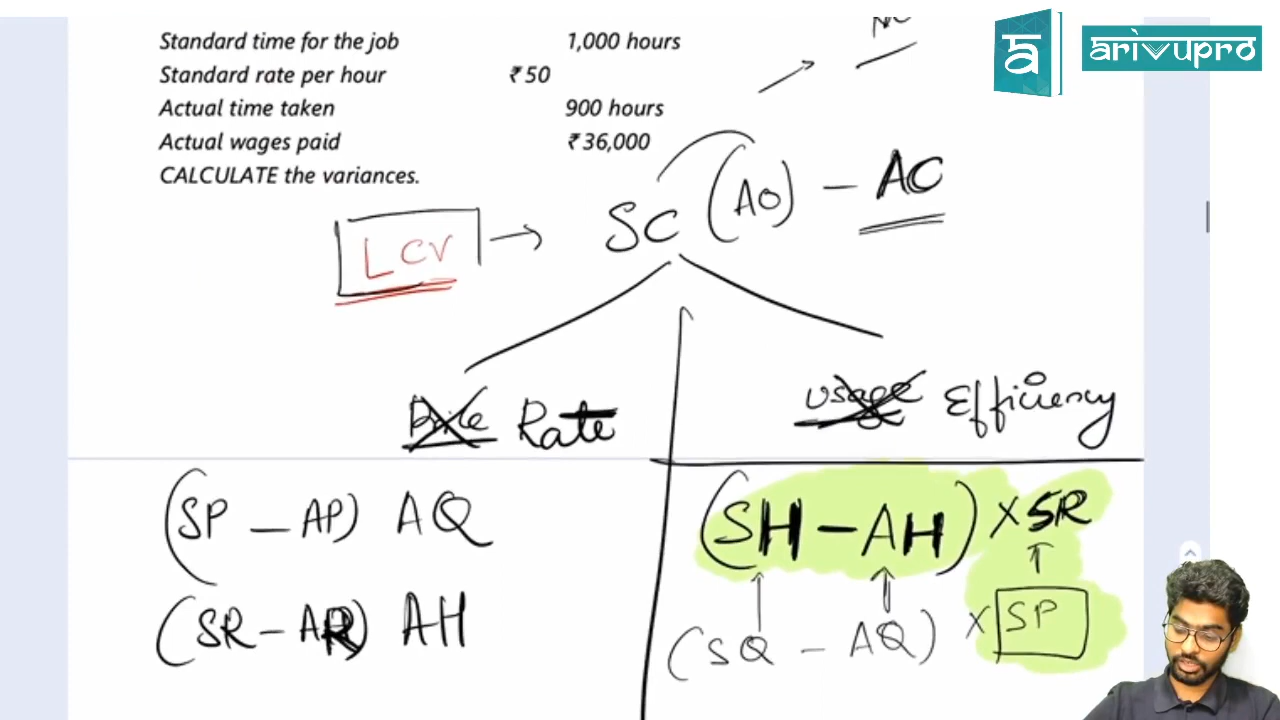 arivupro
Standard time for the job 1,000 hours
Standard rate per hour ₹50
Actual time taken 900 hours
Actual wages paid ₹36,000
CALCULATE the variances.
LCV → SC (AO) – AC
Rate
Usage Efficiency
(SP – AP) AQ
(SH – AH) × SR
(SR – AR) AH
(SQ – AQ) × SP